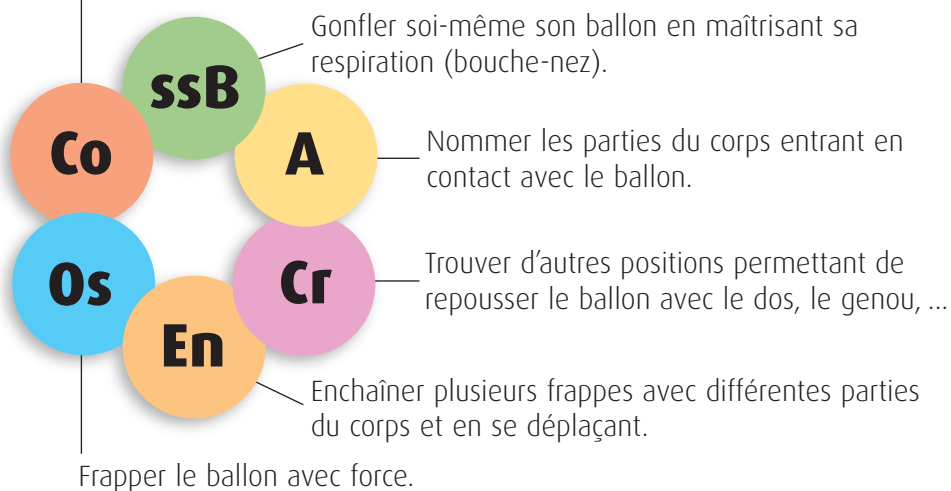 Gonfler soi-même son ballon en maîtrisant sa
respiration (bouche-nez).
ssB
Co
A
Nommer les parties du corps entrant en
contact avec le ballon.
Os
Cr
Trouver d'autres positions permettant de
repousser le ballon avec le dos, le genou, ...
En
Enchaîner plusieurs frappes avec différentes parties
du corps et en se déplaçant.
Frapper le ballon avec force.